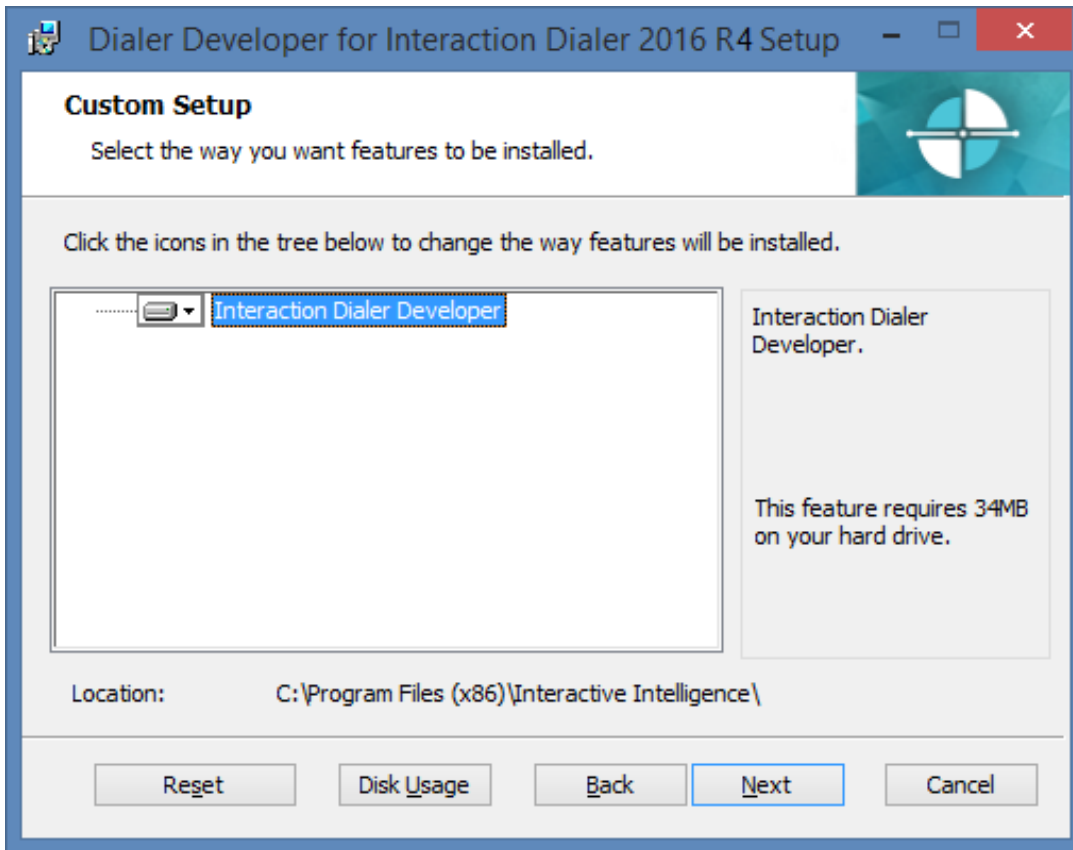 Dialer Developer for Interaction Dialer 2016 R4 Setup
Custom Setup
Select the way you want features to be installed.
Click the icons in the tree below to change the way features will be installed.
Interaction Dialer Developer
Interaction Dialer
Developer.
This feature requires 34MB
on your hard drive.
Location: C:\Program Files (x86)\Interactive Intelligence\
Reset Disk Usage Back Next Cancel